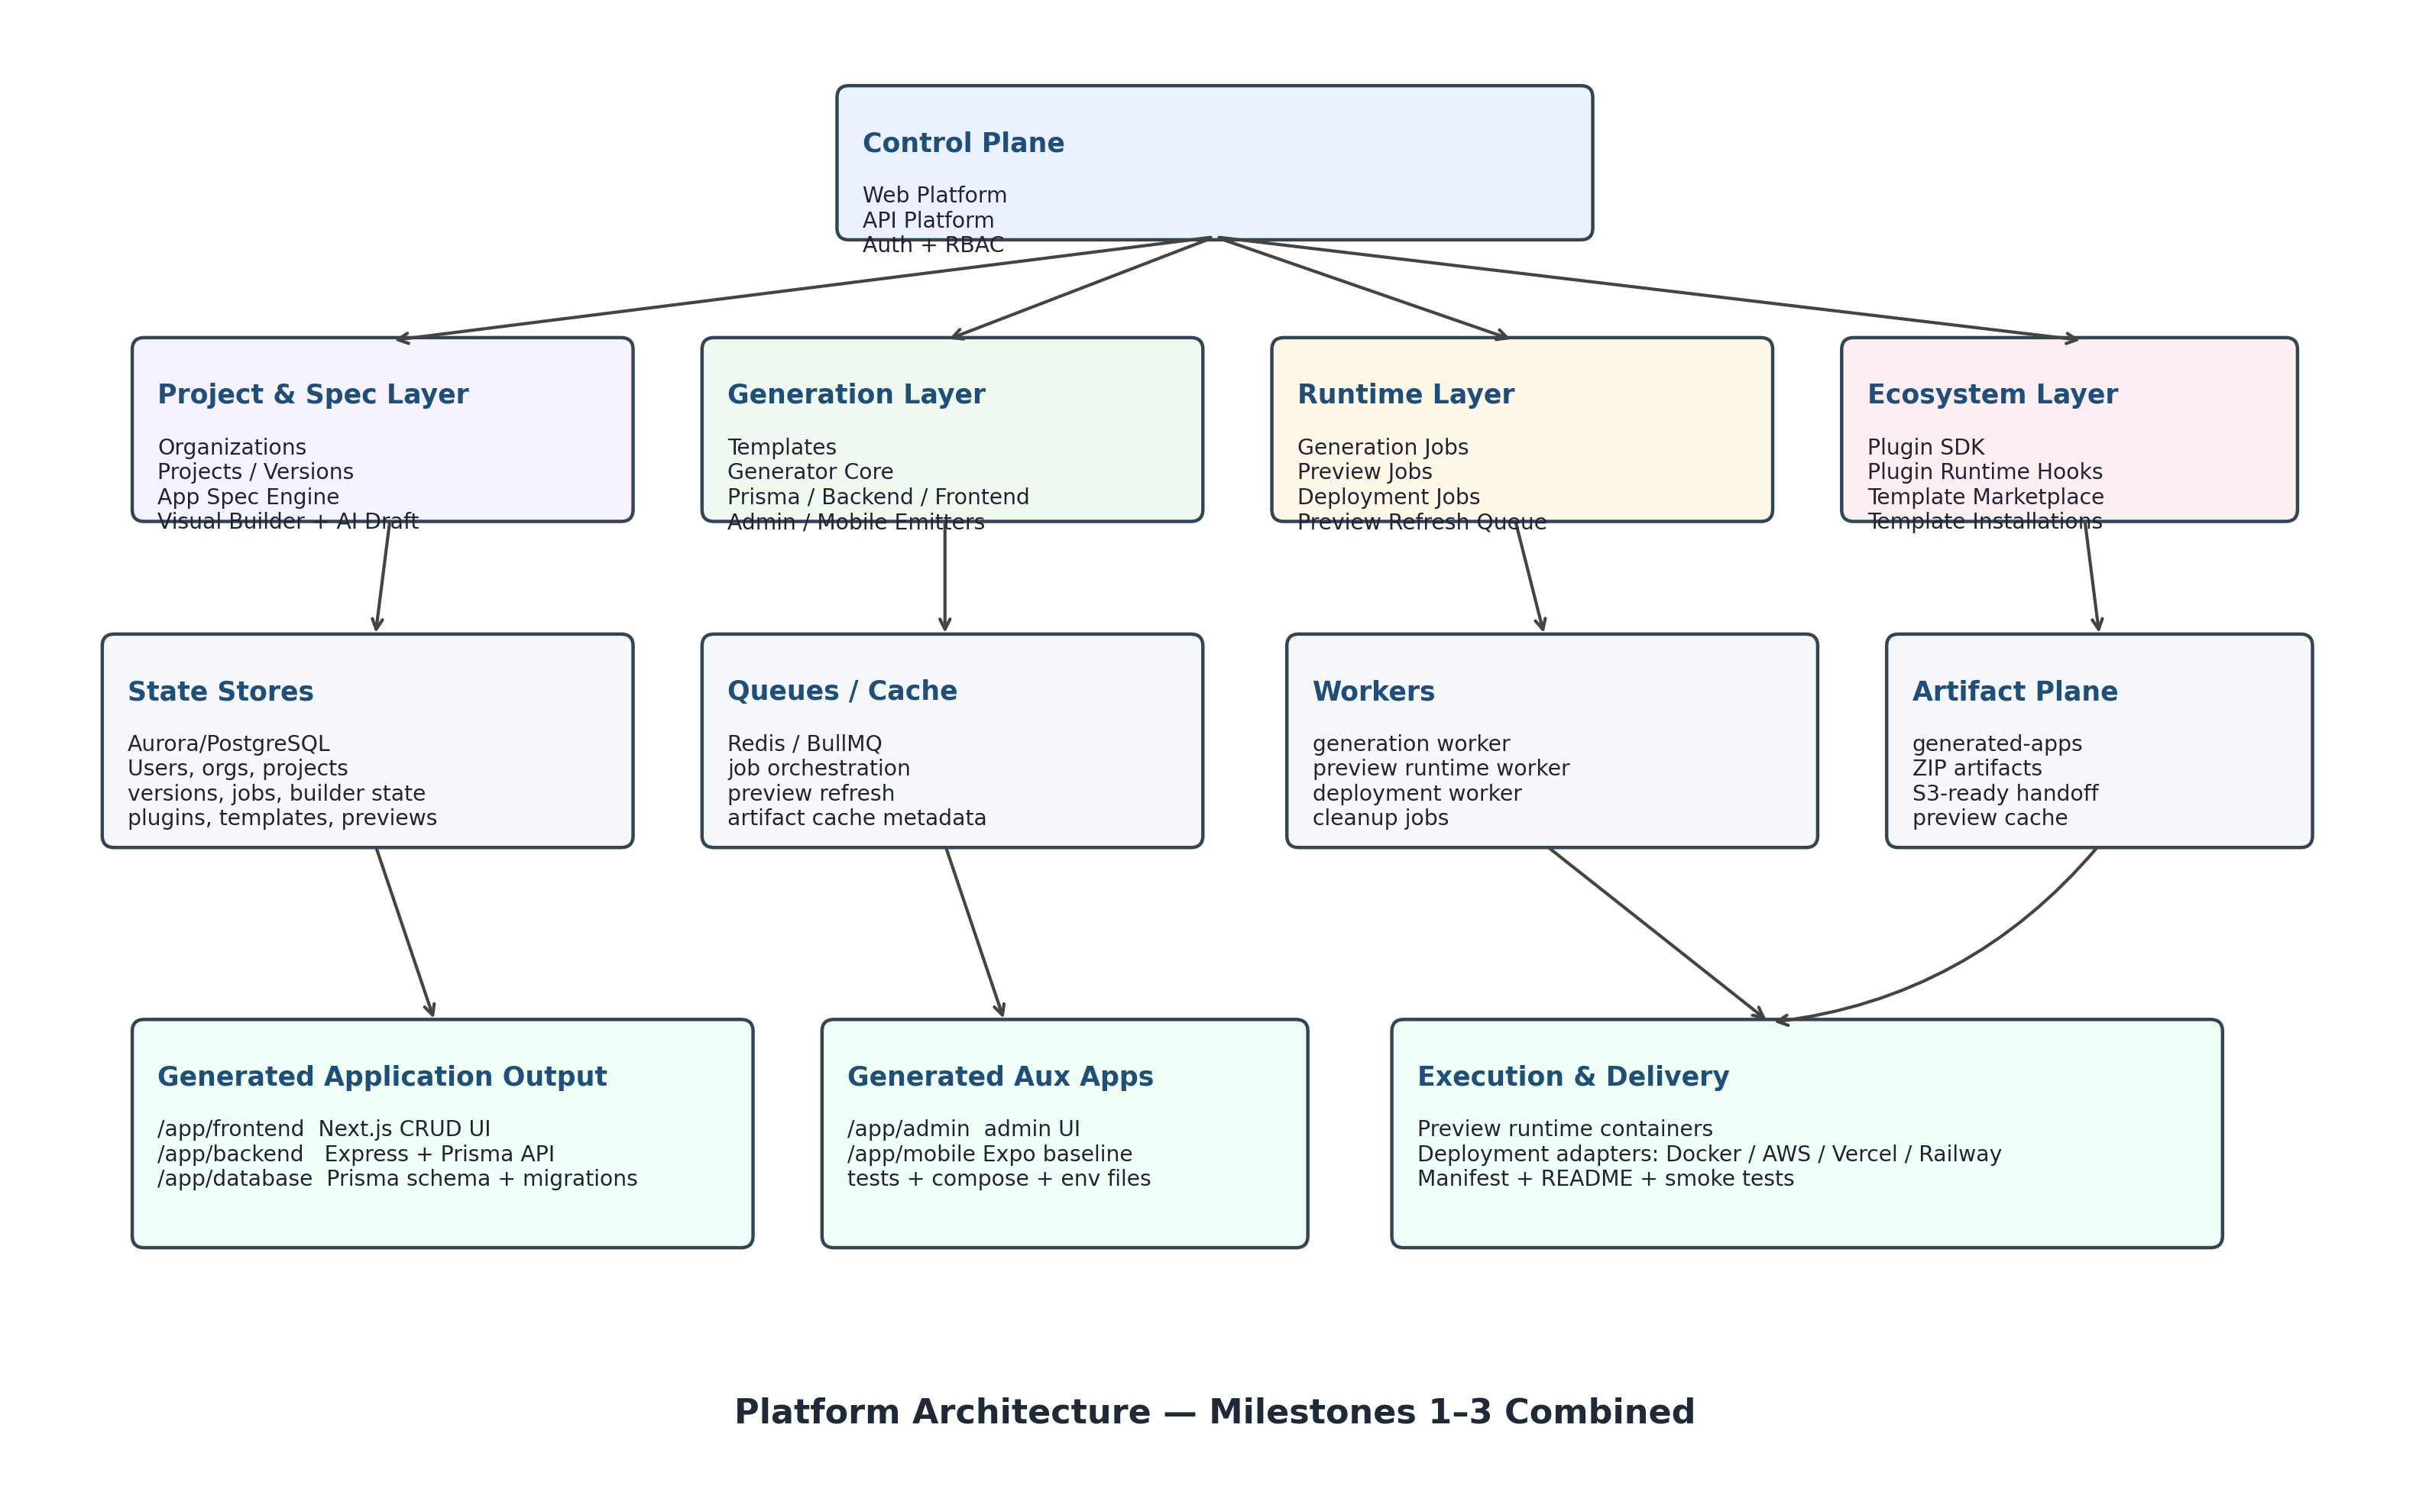 Control Plane
Web Platform
API Platform
Auth + RBAC
Project & Spec Layer
Organizations
Projects / Versions
App Spec Engine
Visual Builder + AI Draft
Generation Layer
Templates
Generator Core
Prisma / Backend / Frontend
Admin / Mobile Emitters
Runtime Layer
Generation Jobs
Preview Jobs
Deployment Jobs
Preview Refresh Queue
Ecosystem Layer
Plugin SDK
Plugin Runtime Hooks
Template Marketplace
Template Installations
State Stores
Aurora/PostgreSQL
Users, orgs, projects
versions, jobs, builder state
plugins, templates, previews
Queues / Cache
Redis / BullMQ
job orchestration
preview refresh
artifact cache metadata
Workers
generation worker
preview runtime worker
deployment worker
cleanup jobs
Artifact Plane
generated-apps
ZIP artifacts
S3-ready handoff
preview cache
Generated Application Output
/app/frontend  Next.js CRUD UI
/app/backend   Express + Prisma API
/app/database  Prisma schema + migrations
Generated Aux Apps
/app/admin  admin UI
/app/mobile Expo baseline
tests + compose + env files
Execution & Delivery
Preview runtime containers
Deployment adapters: Docker / AWS / Vercel / Railway
Manifest + README + smoke tests
Platform Architecture — Milestones 1–3 Combined